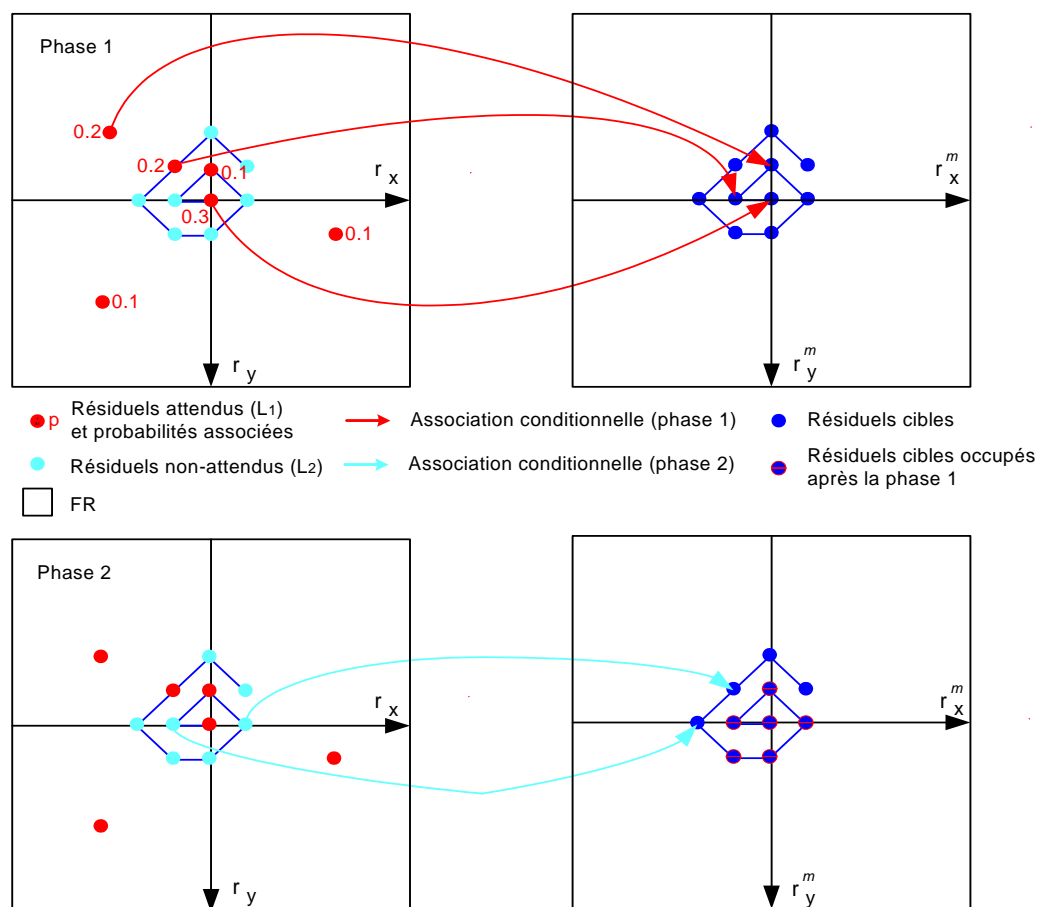 Phase 1
0.2
0.2
0.1
0.3
0.1
0.1
r x
r y
r x m
r y m
p Résiduels attendus (L1)
et probabilités associées
Association conditionnelle (phase 1)
Résiduels cibles
Résiduels non-attendus (L2)
Association conditionnelle (phase 2)
Résiduels cibles occupés
après la phase 1
FR
Phase 2
r x
r y
r x m
r y m